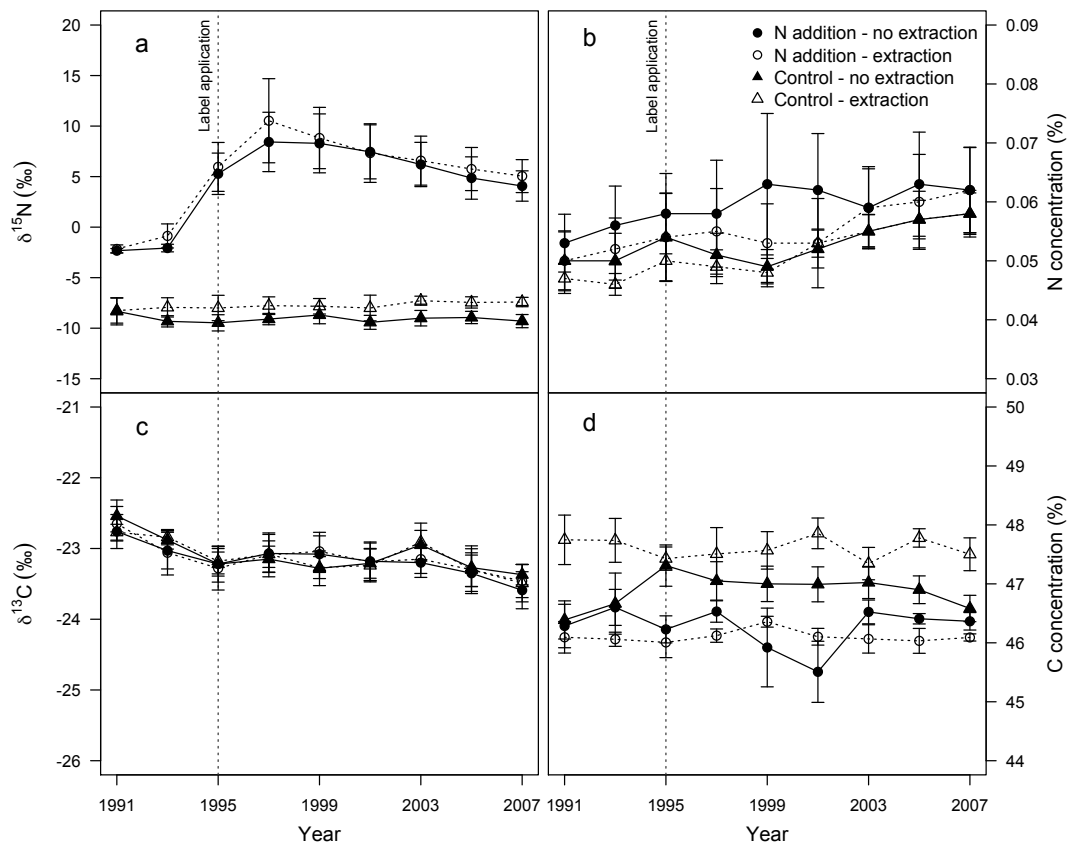 a
δ15N (‰)
20
15
10
5
0
-5
-10
-15
Label application
b
Label application
N addition - no extraction
N addition - extraction
Control - no extraction
Control - extraction
0.09
0.08
0.07
0.06
0.05
0.04
0.03
N concentration (%)
c
δ13C (‰)
-21
-22
-23
-24
-25
-26
1991
1995
1999
2003
2007
Year
d
50
49
48
47
46
45
44
C concentration (%)
1991
1995
1999
2003
2007
Year